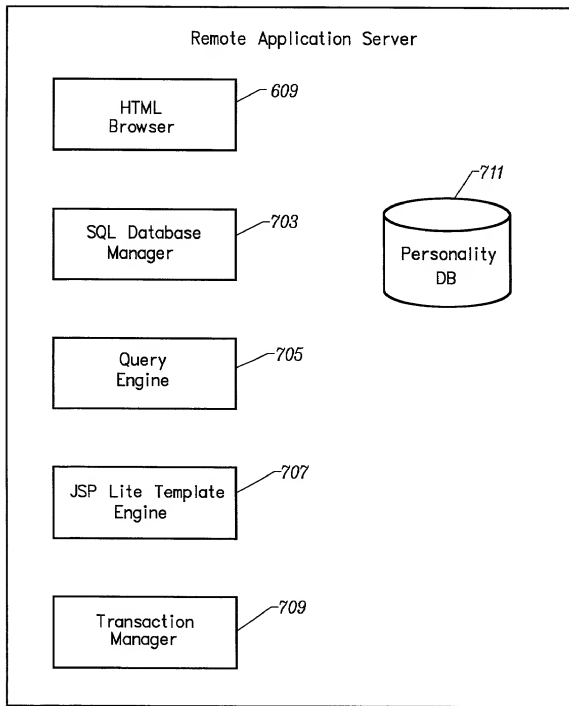 Remote Application Server
609
HTML
Browser
711
703
SQL Database
Manager
Personality
DB
705
Query
Engine
707
JSP Lite Template
Engine
709
Transaction
Manager